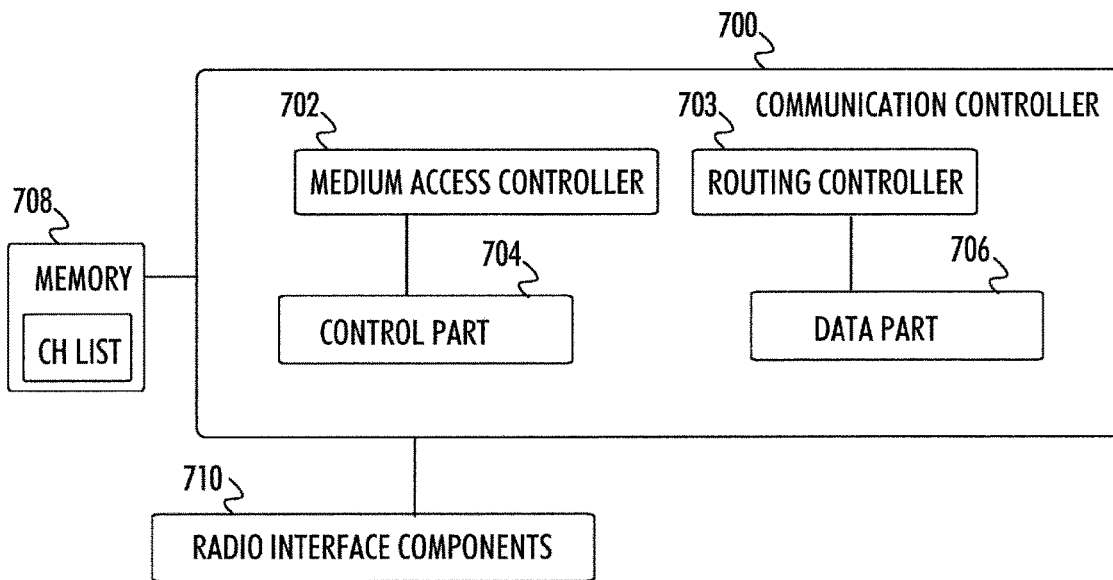 700
COMMUNICATION CONTROLLER
702
MEDIUM ACCESS CONTROLLER
703
ROUTING CONTROLLER
708
MEMORY
CH LIST
704
CONTROL PART
706
DATA PART
710
RADIO INTERFACE COMPONENTS